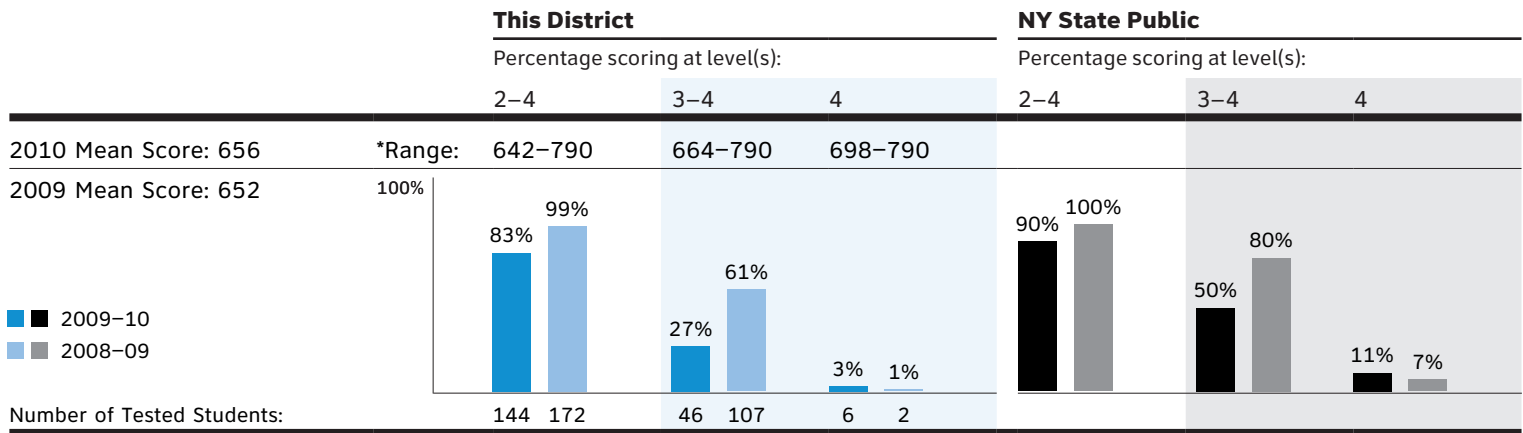 This District NY State Public
Percentage scoring at level(s): Percentage scoring at level(s):
2–4 3–4 4 2–4 3–4 4
2010 Mean Score: 656 *Range: 642–790 664–790 698–790
2009 Mean Score: 652 100%
99% 100%
83% 90%
80%
61%
50%
27%
3% 1% 11% 7%
2009–10
2008–09
Number of Tested Students: 144 172 46 107 6 2